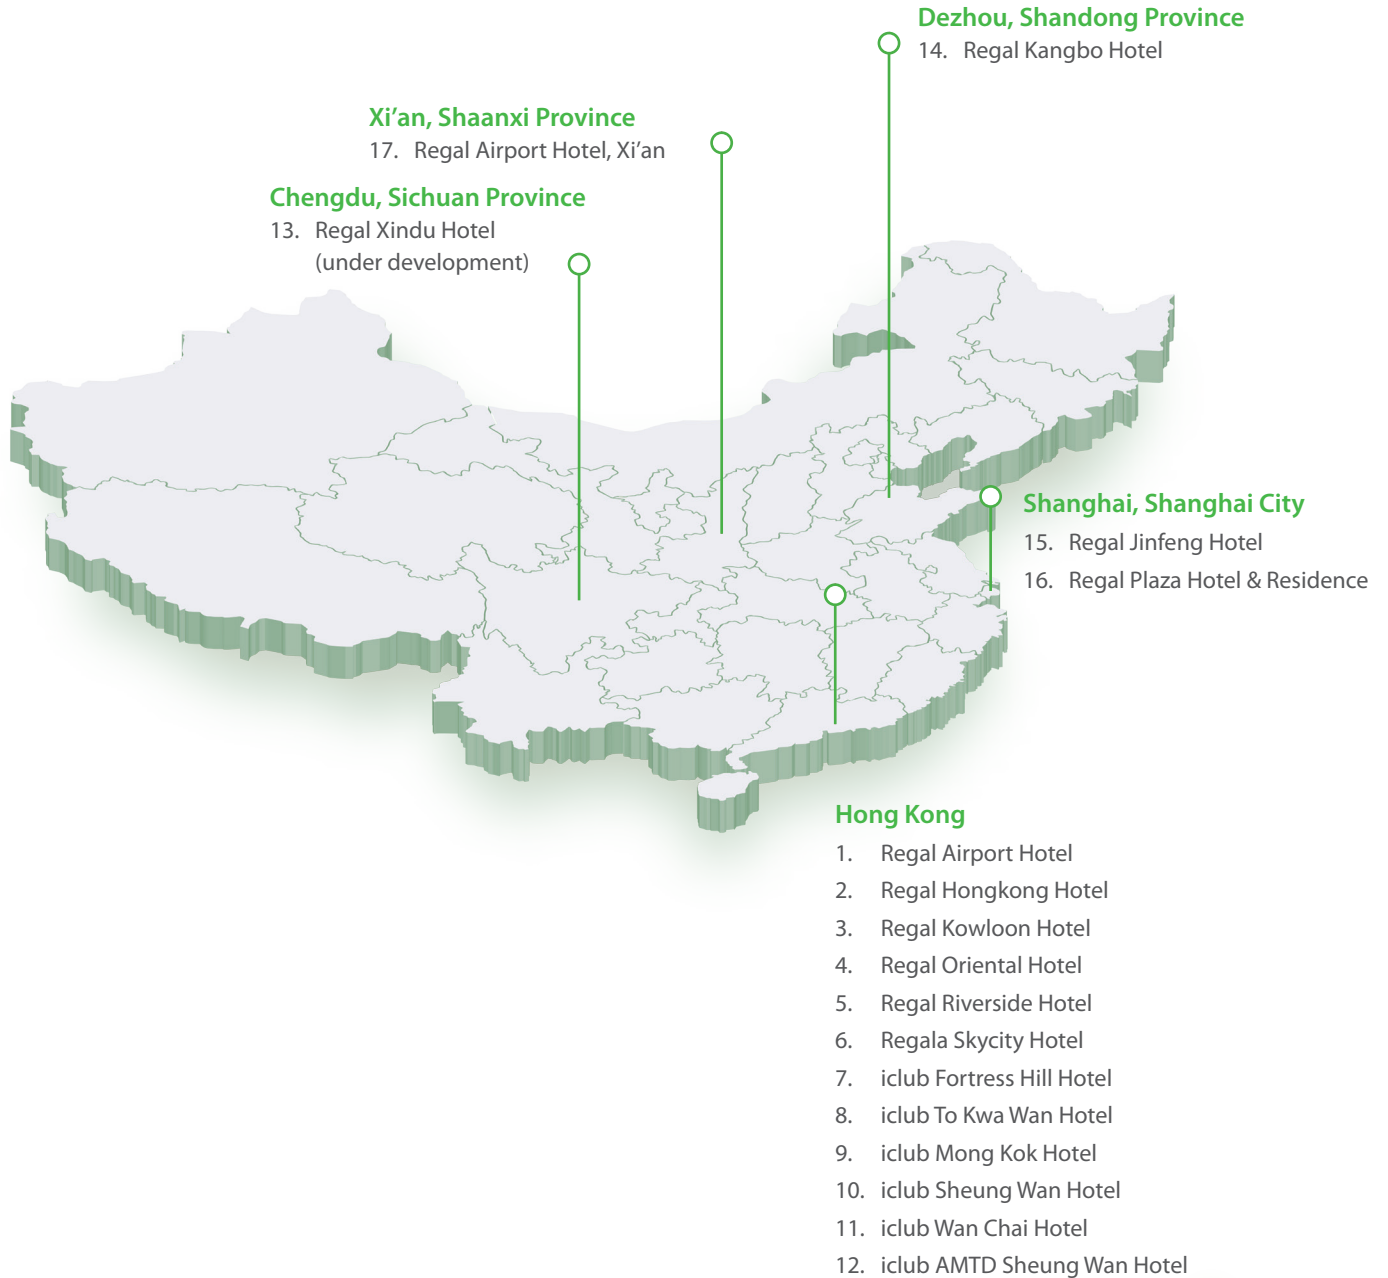 Dezhou, Shandong Province
14. Regal Kangbo Hotel
Xi’an, Shaanxi Province
17. Regal Airport Hotel, Xi’an
Chengdu, Sichuan Province
13. Regal Xindu Hotel
(under development)
Shanghai, Shanghai City
15. Regal Jinfeng Hotel
16. Regal Plaza Hotel & Residence
Hong Kong
1. Regal Airport Hotel
2. Regal Hongkong Hotel
3. Regal Kowloon Hotel
4. Regal Oriental Hotel
5. Regal Riverside Hotel
6. Regala Skycity Hotel
7. iclub Fortress Hill Hotel
8. iclub To Kwa Wan Hotel
9. iclub Mong Kok Hotel
10. iclub Sheung Wan Hotel
11. iclub Wan Chai Hotel
12. iclub AMTD Sheung Wan Hotel